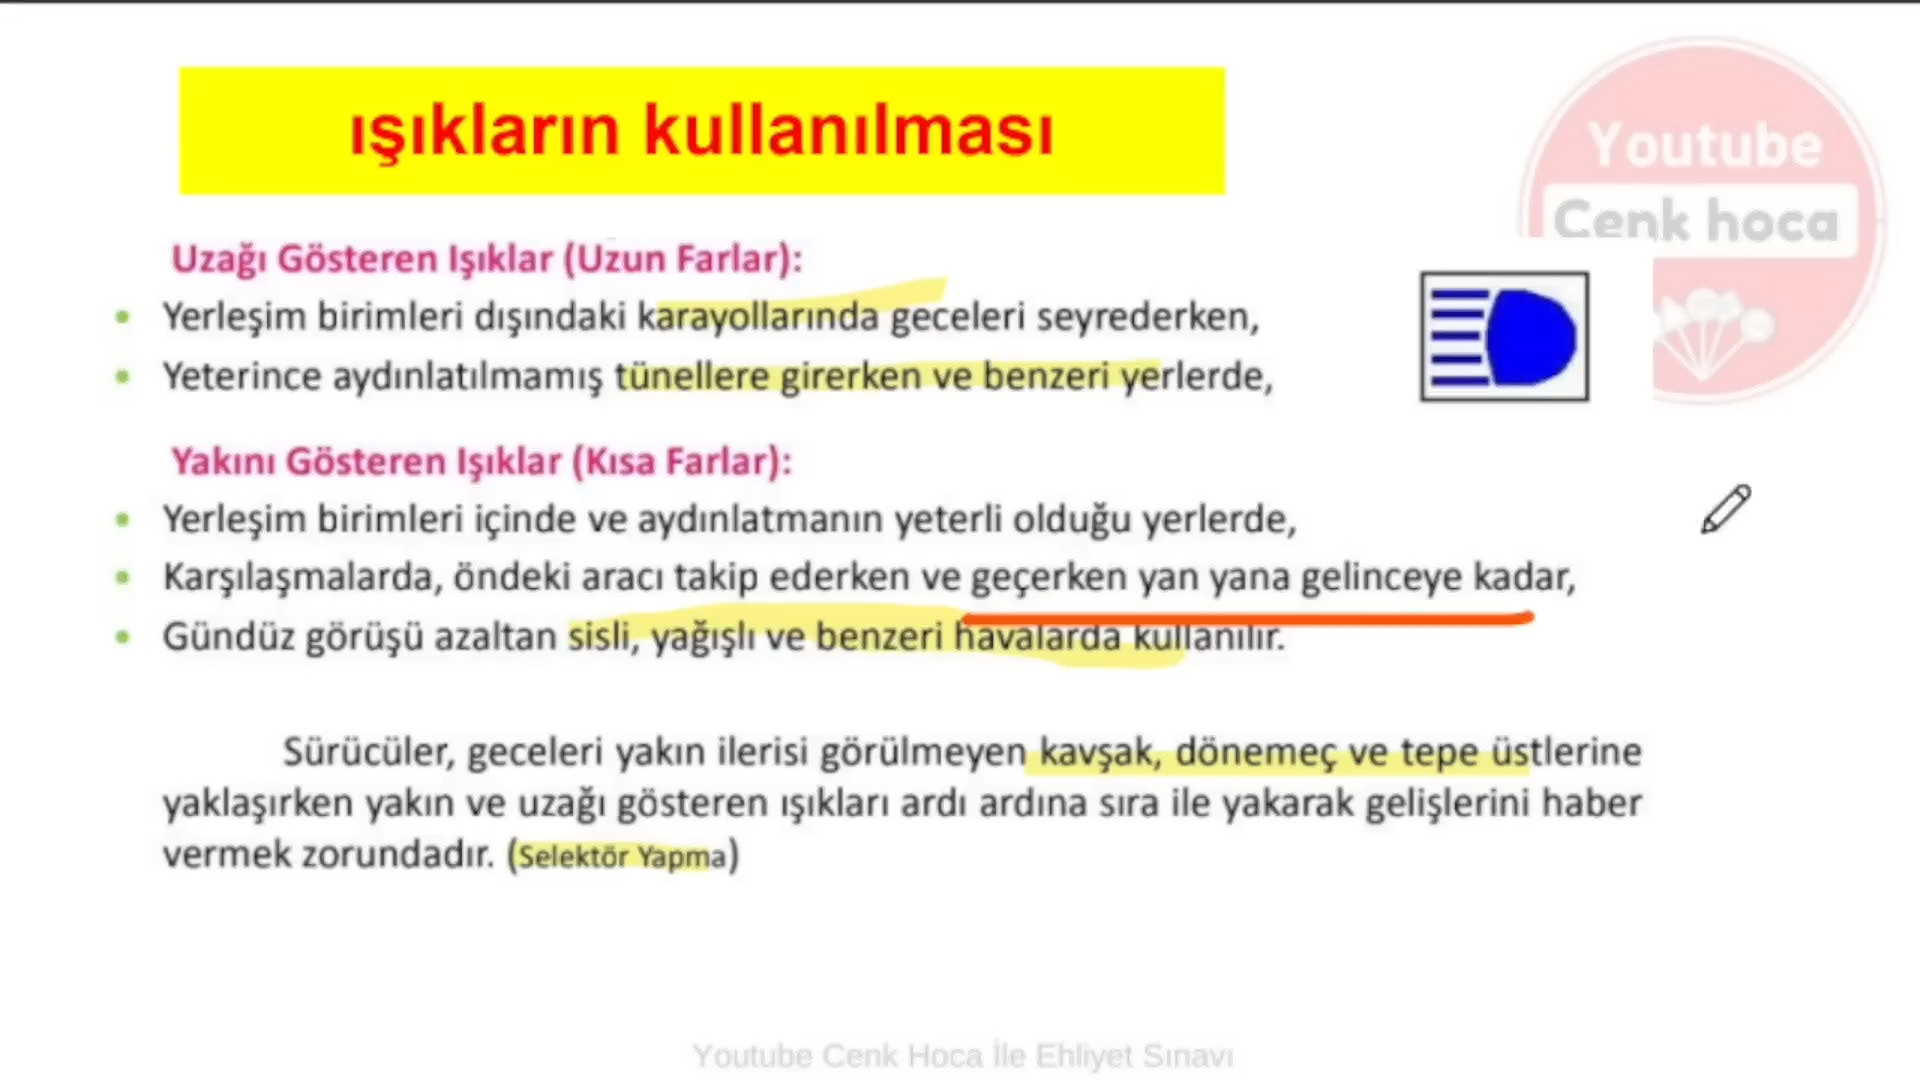 ışıkların kullanılması
Youtube
Cenk hoca
Uzağı Gösteren Işıklar (Uzun Farlar):
Yerleşim birimleri dışındaki karayollarında geceleri seyrederken,
Yeterince aydınlatılmamış tünellere girerken ve benzeri yerlerde,
Yakını Gösteren Işıklar (Kısa Farlar):
Yerleşim birimleri içinde ve aydınlatmanın yeterli olduğu yerlerde,
Karşılaşmalarda, öndeki aracı takip ederken ve geçerken yan yana gelinceye kadar,
Gündüz görüşü azaltan sisli, yağışlı ve benzeri havalarda kullanılır.
Sürücüler, geceleri yakın ilerisi görülmeyen kavşak, dönemeç ve tepe üstlerine
yaklaşırken yakın ve uzağı gösteren ışıkları ardı ardına sıra ile yakarak gelişlerini haber
vermek zorundadır. (Selektör Yapma)
Youtube Cenk Hoca İle Ehliyet Sınavı